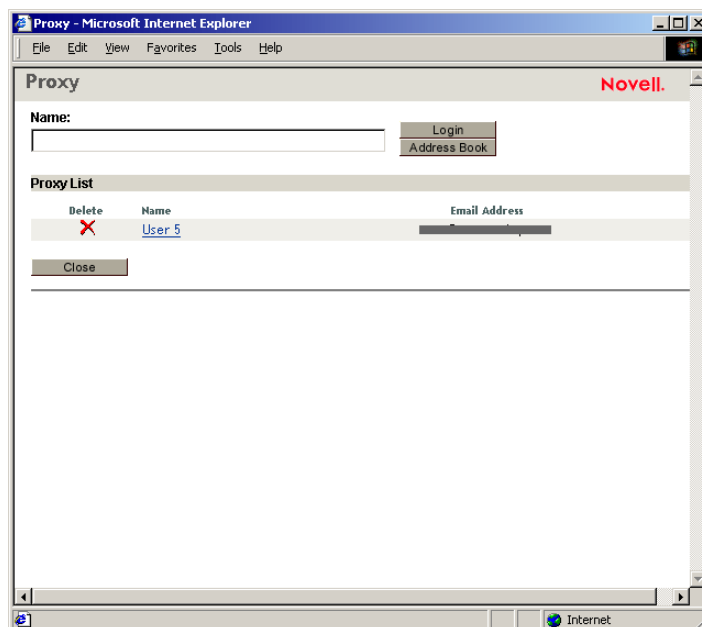 Proxy - Microsoft Internet Explorer
File Edit View Favorites Tools Help
Proxy
Novell.
Name:
Login
Address Book
Proxy List
Delete Name Email Address
User 5
Close
Internet